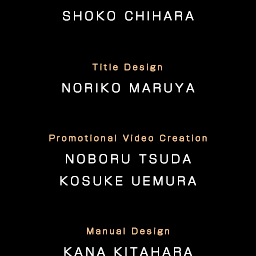 SHOKO CHIHARA
Title Design
NORIKO MARUYA
Promotional Video Creation
NOBORU TSUDA
KOSUKE UEMURA
Manual Design
KANA KITAHARA